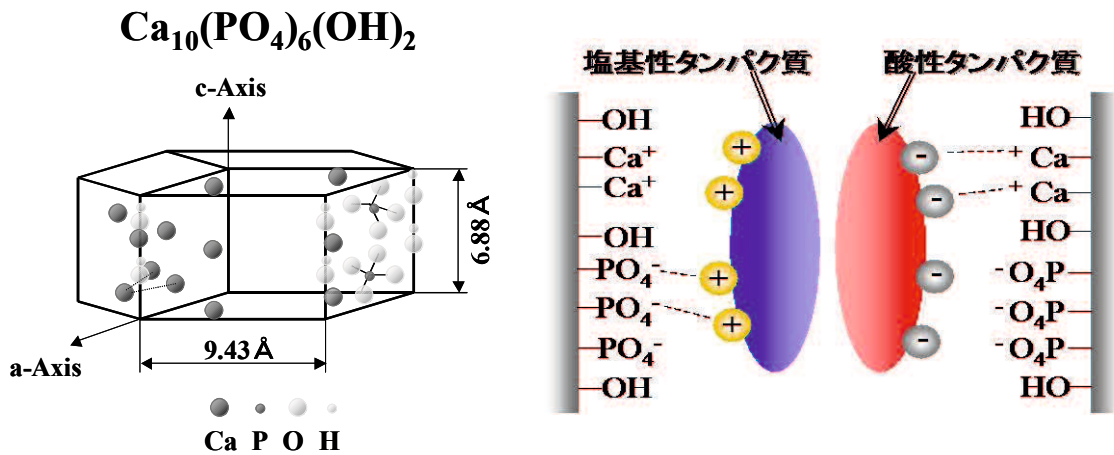 Ca10(PO4)6(OH)2
c-Axis
6.88Å
9.43Å
a-Axis
Ca P O H
塩基性タンパク質
酸性タンパク質
OH
Ca⁺
Ca⁺
OH
PO₄⁻
PO₄⁻
PO₄⁻
OH
+
+
+
+
-
-
-
-
HO
⁺ Ca
⁺ Ca
HO
⁻O₄P
⁻O₄P
⁻O₄P
HO